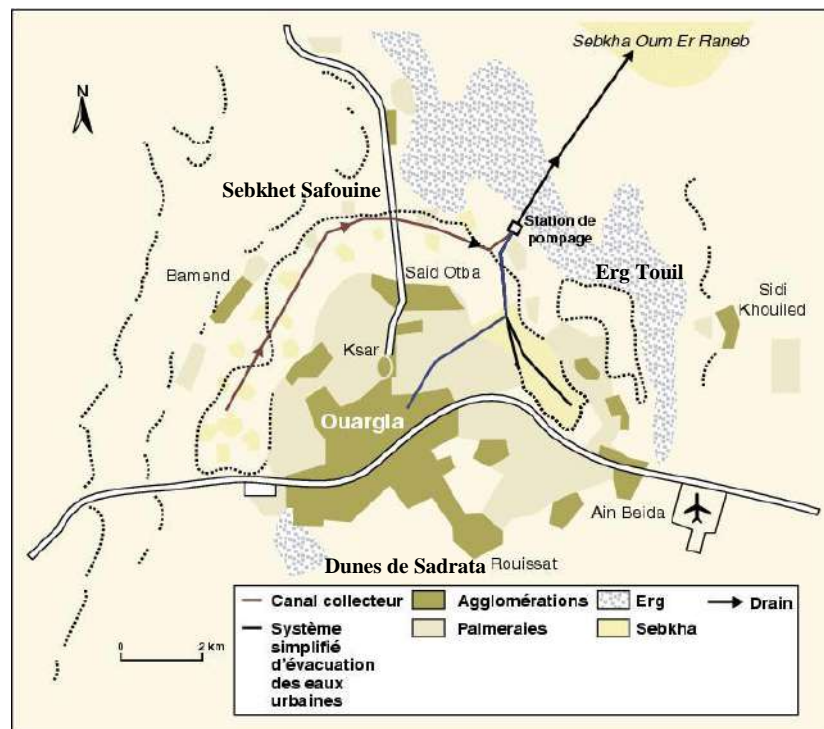 Sebkha Oum Er Raneb
N
Sebkhet Safouine
Station de
pompage
Bamend
Said Otba
Erg Touil
Sidi
Khouiled
Ksar
Ouargla
Ain Beida
Dunes de Sadrata
Rouissat
Canal collecteur
Agglomérations
Erg
Drain
Système
simplifié
d'évacuation
des eaux
urbaines
Palmeraies
Sebkha
0
2 km